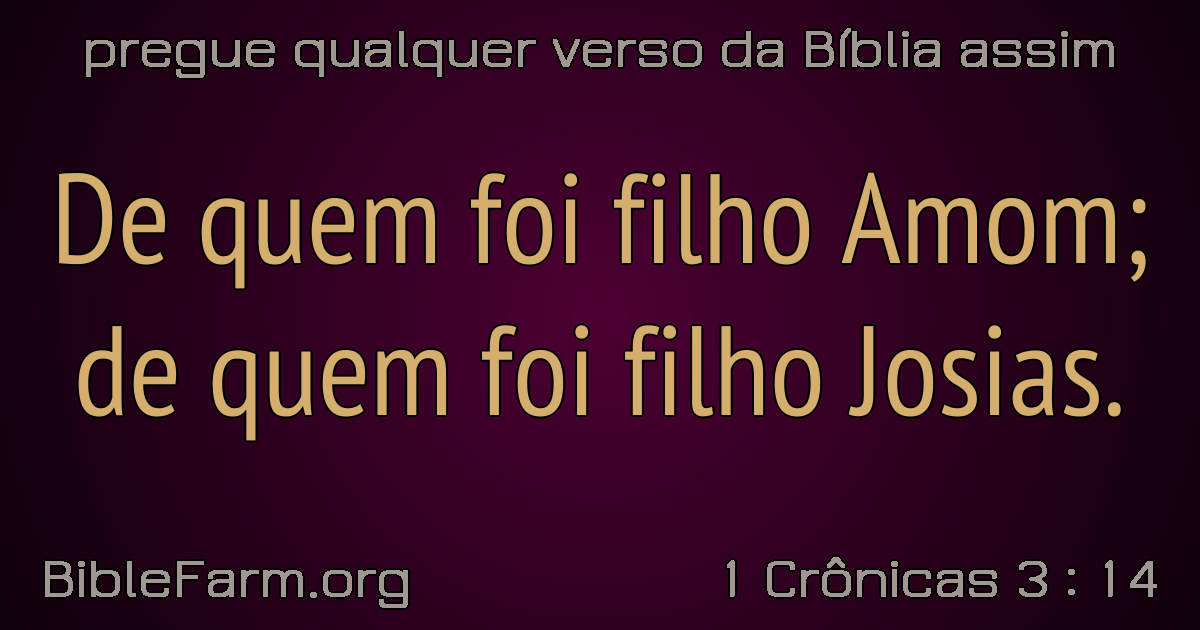 pregue qualquer verso da Bíblia assim
De quem foi filho Amom;
de quem foi filho Josias.
BibleFarm.org
1 Crônicas 3 : 14